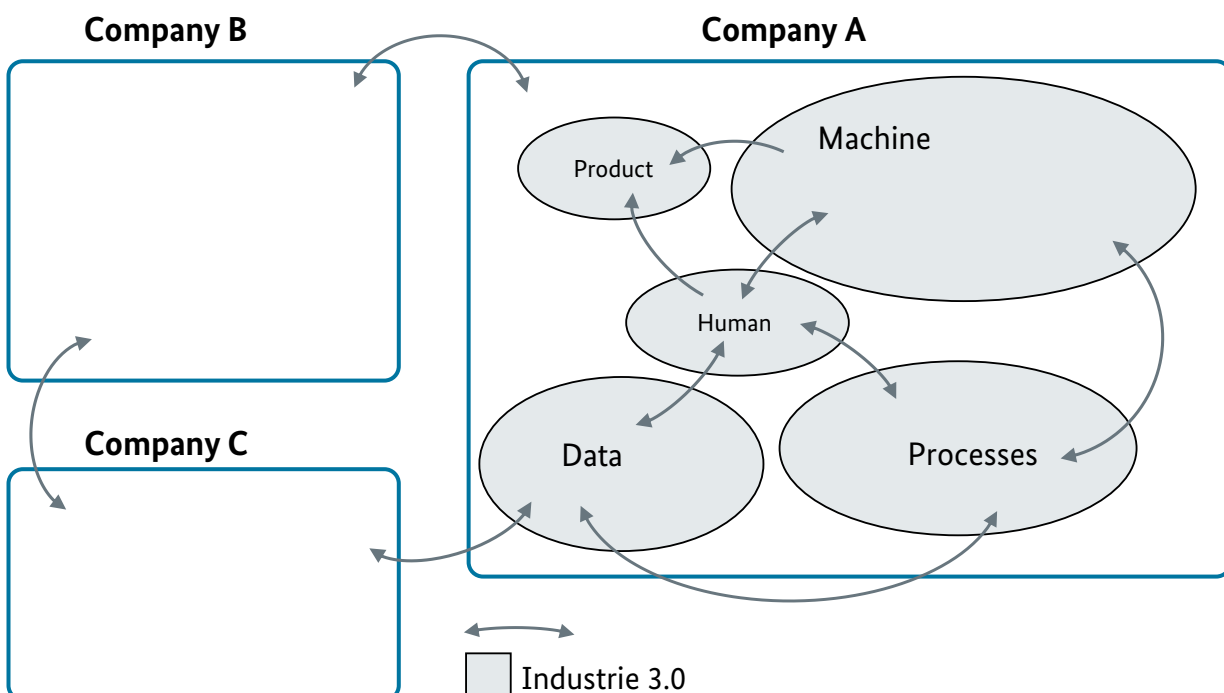 Company B
Company A
Machine
Product
Human
Company C
Data
Processes
Industrie 3.0